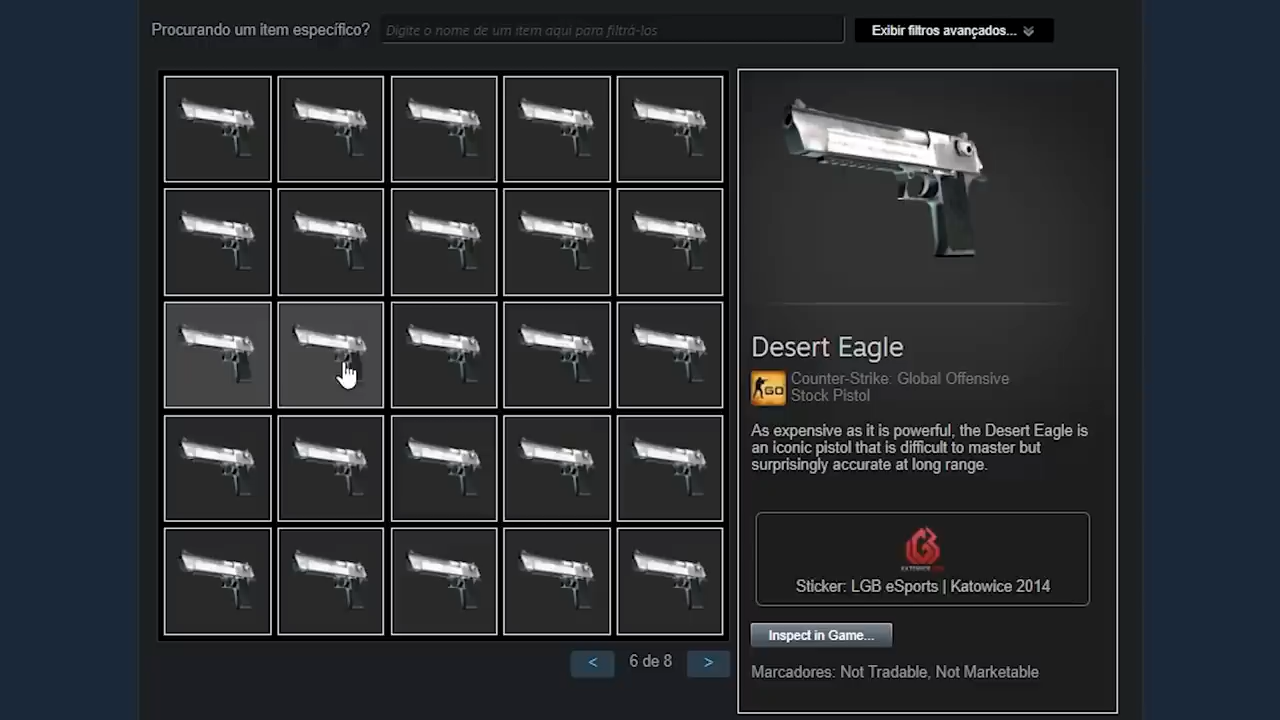 Procurando um item específico?
Digite o nome de um item aqui para filtrá-los
Exibir filtros avançados...
Desert Eagle
GO
Counter-Strike: Global Offensive
Stock Pistol
As expensive as it is powerful, the Desert Eagle is
an iconic pistol that is difficult to master but
surprisingly accurate at long range.
KATOWICE
Sticker: LGB eSports | Katowice 2014
Inspect in Game...
Marcadores: Not Tradable, Not Marketable
< 6 de 8 >